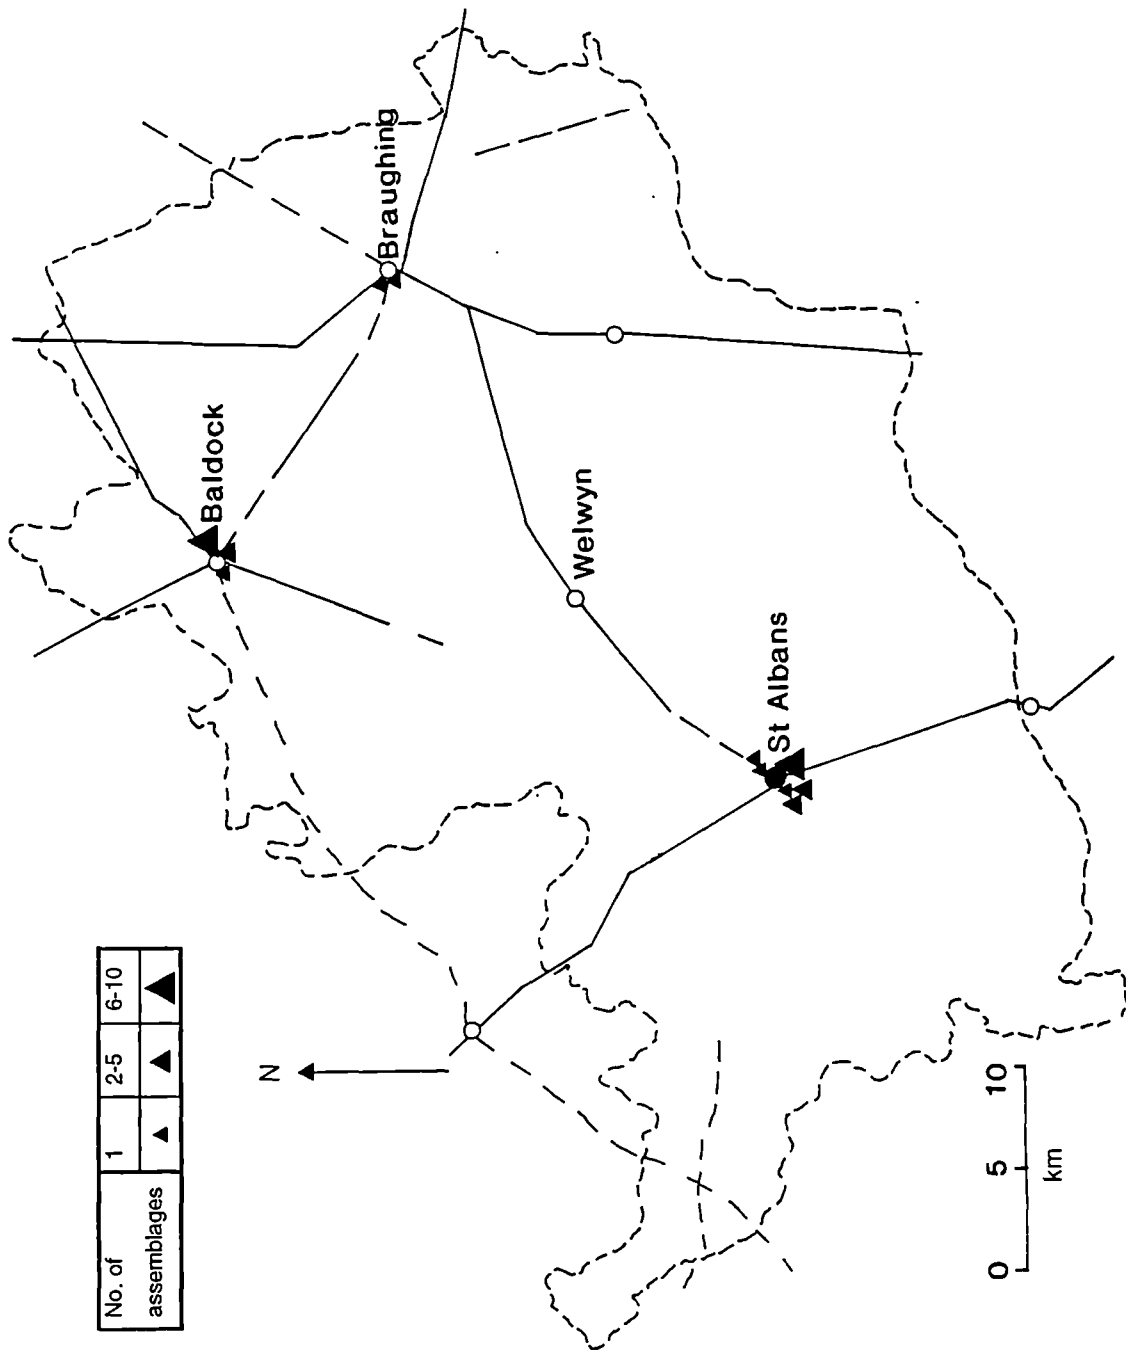 No. of
assemblages
1
2-5
6-10
N
Baldock
Braughing
Welwyn
St Albans
0 5 10
km